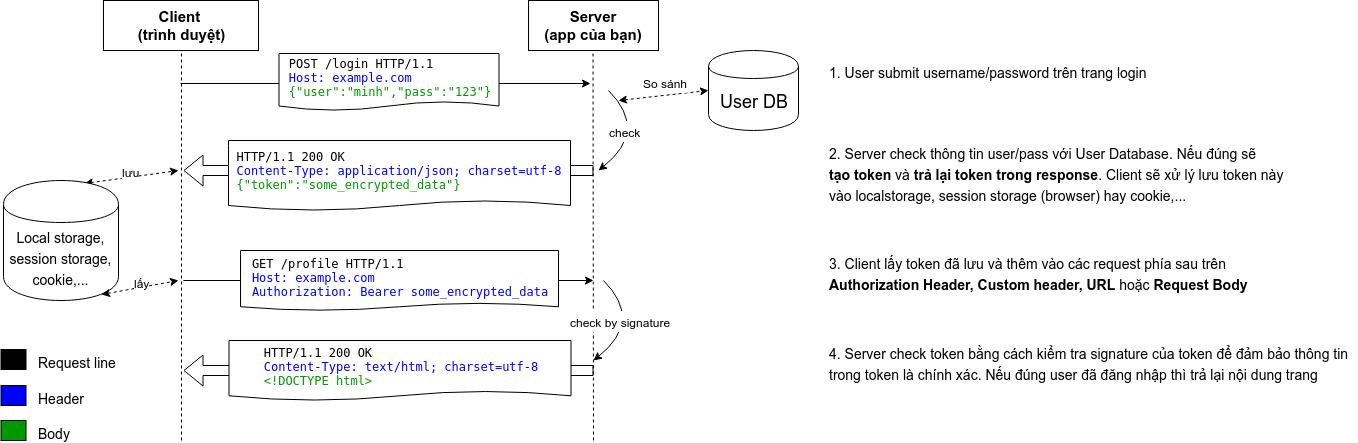 Client
(trình duyệt)
Server
(app của bạn)
POST /login HTTP/1.1
Host: example.com
{"user":"minh","pass":"123"}
So sánh
User DB
check
1. User submit username/password trên trang login
HTTP/1.1 200 OK
Content-Type: application/json; charset=utf-8
{"token":"some_encrypted_data"}
lưu
2. Server check thông tin user/pass với User Database. Nếu đúng sẽ
tạo token và trả lại token trong response. Client sẽ xử lý lưu token này
vào localstorage, session storage (browser) hay cookie,...
Local storage,
session storage,
cookie,...
lấy
GET /profile HTTP/1.1
Host: example.com
Authorization: Bearer some_encrypted_data
3. Client lấy token đã lưu và thêm vào các request phía sau trên
Authorization Header, Custom header, URL hoặc Request Body
check by signature
HTTP/1.1 200 OK
Content-Type: text/html; charset=utf-8
<!DOCTYPE html>
4. Server check token bằng cách kiểm tra signature của token để đảm bảo thông tin
trong token là chính xác. Nếu đúng user đã đăng nhập thì trả lại nội dung trang
Request line
Header
Body